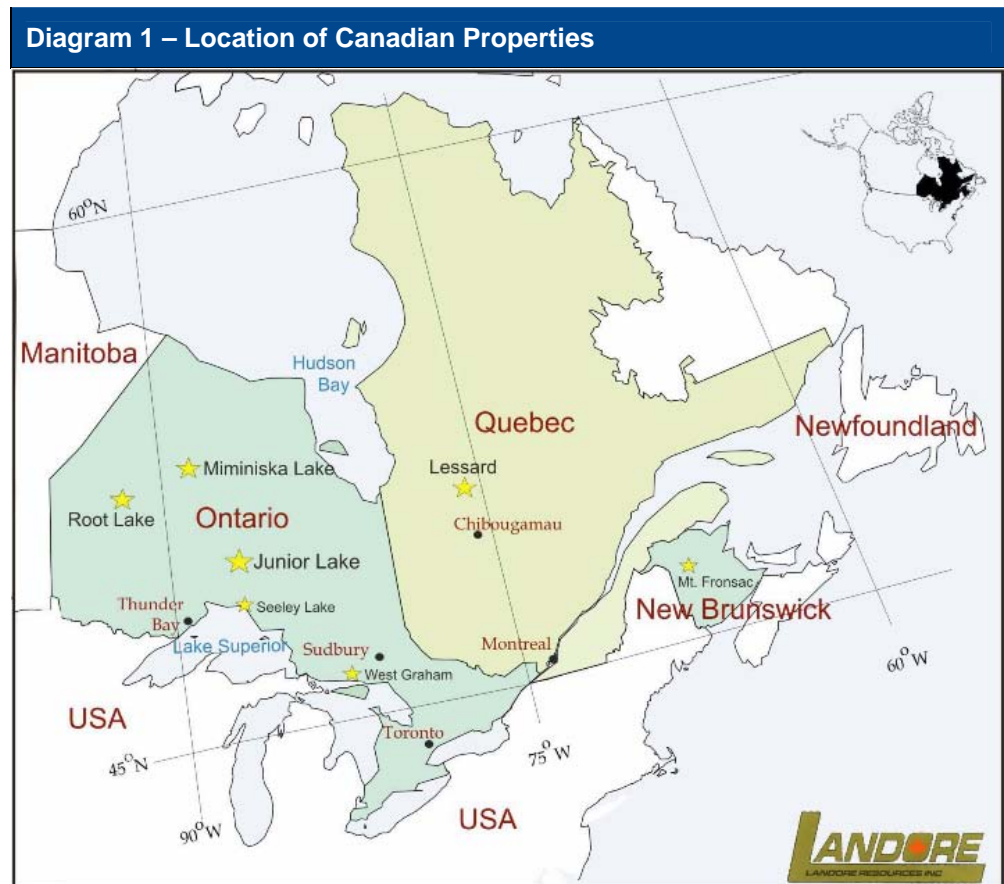 Diagram 1 – Location of Canadian Properties
60°N
Manitoba
Hudson
Bay
Quebec
Newfoundland
Miminiska Lake
Lessard
Root Lake
Ontario
Chibougamau
Junior Lake
Mt. Fronsac
Seeley Lake
Thunder
Bay
New Brunswick
Lake Superior
Sudbury
Montreal
West Graham
60°W
USA
Toronto
45°N
75°W
90°W
USA
LANDORE
LANDORE RESOURCES INC